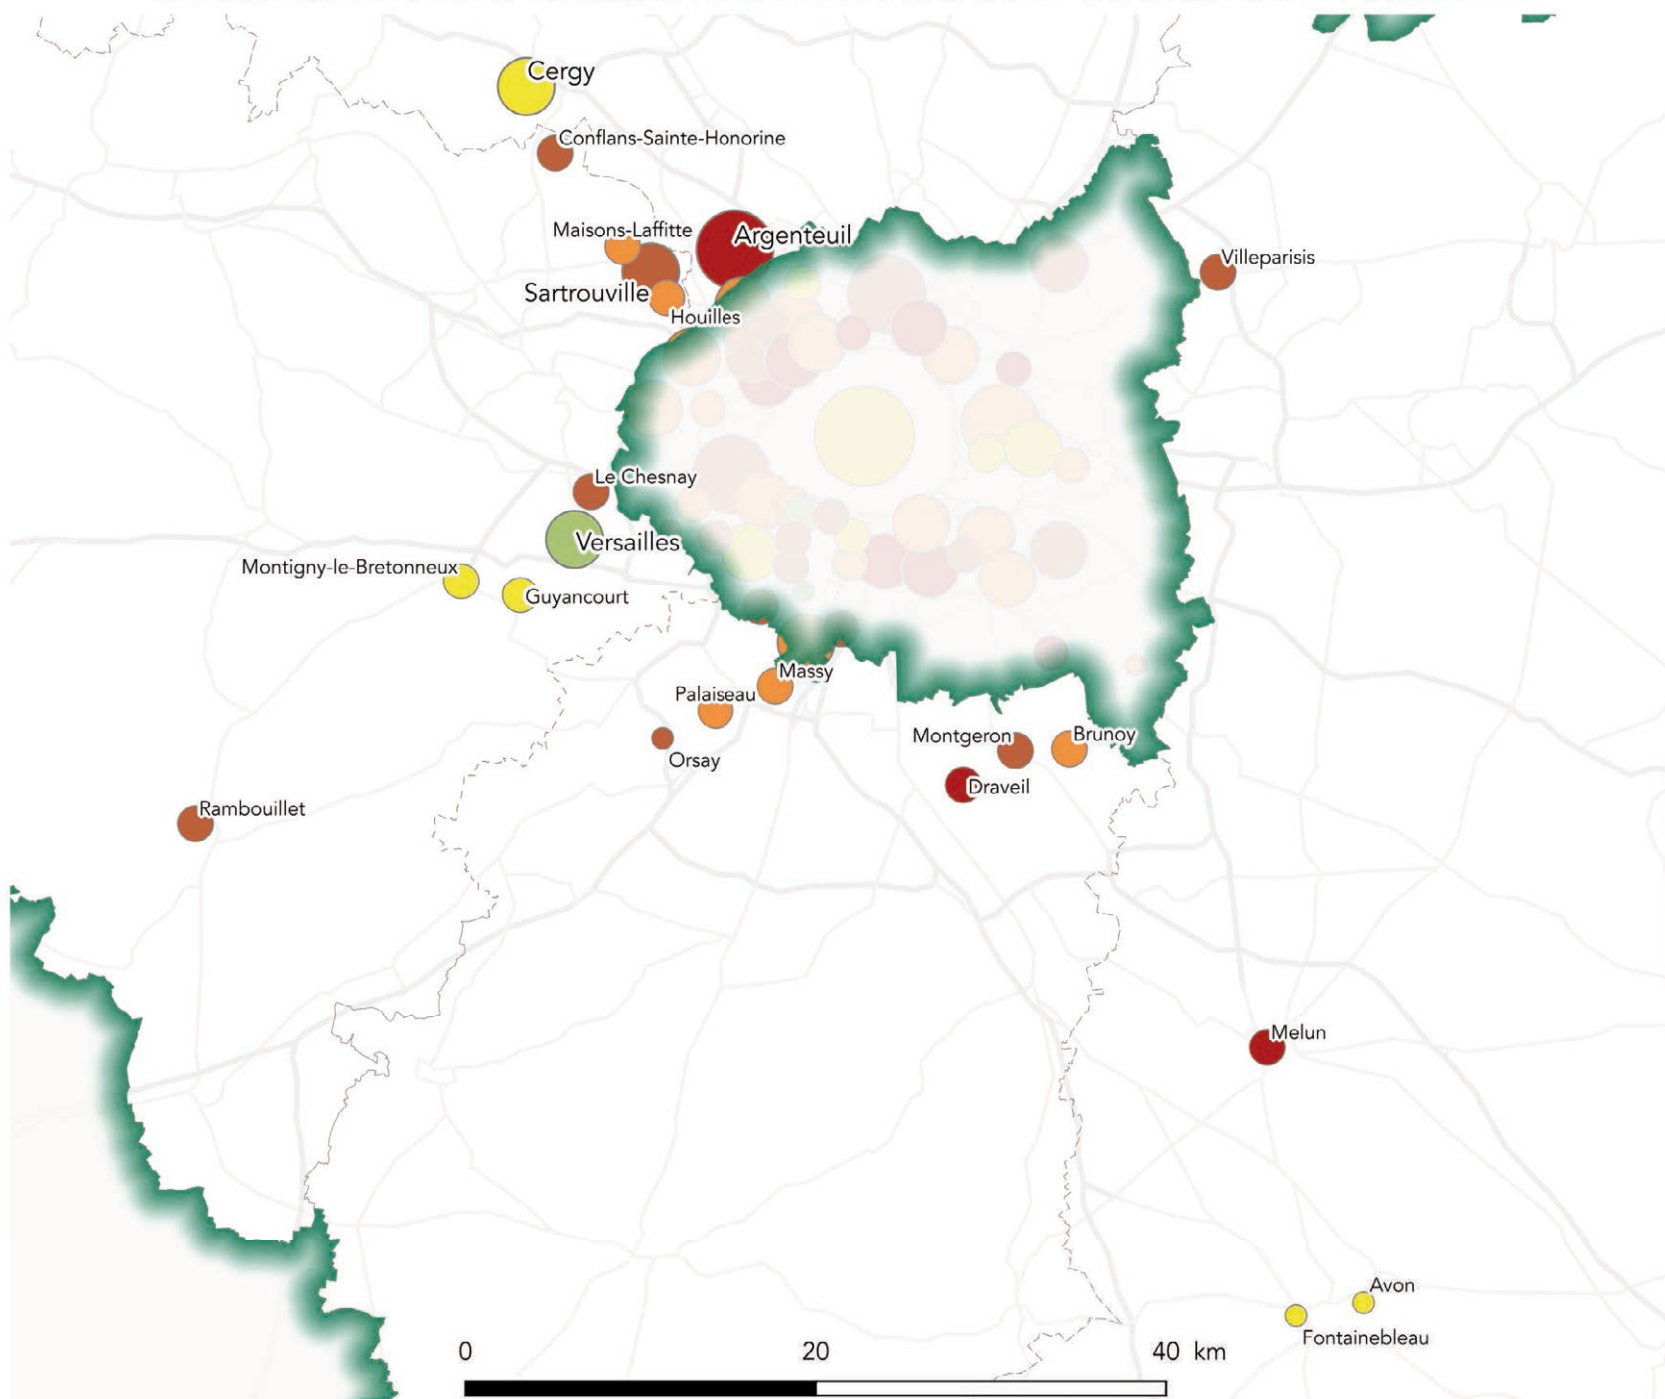 Cergy
Conflans-Sainte-Honorine
Maisons-Laffitte
Argenteuil
Villeparisis
Sartrouville
Houilles
Le Chesnay
Versailles
Montigny-le-Bretonneux
Guyancourt
Massy
Palaiseau
Montgeron
Brunoy
Orsay
Draveil
Rambouillet
Melun
Avon
Fontainebleau
0 20 40 km